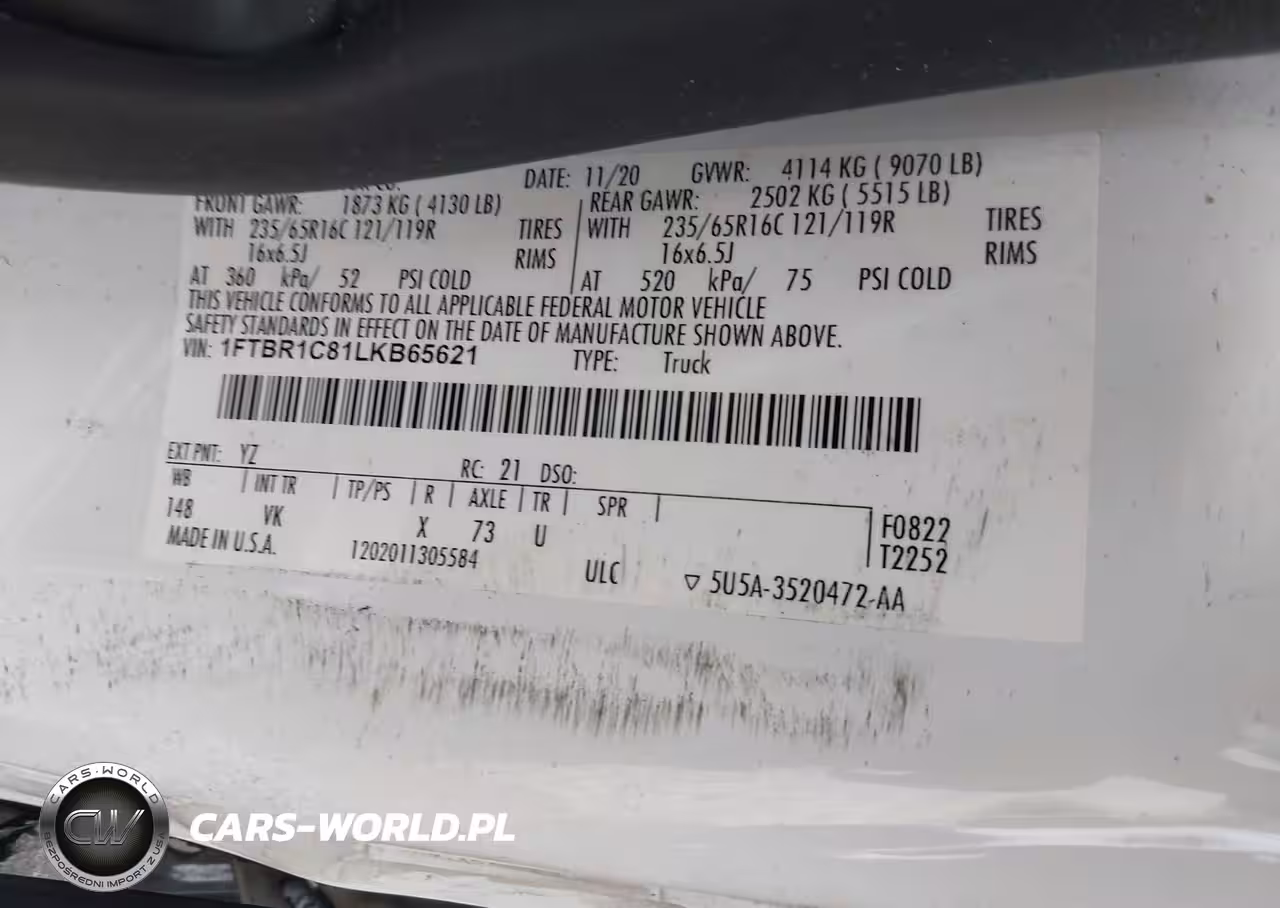 DATE: 11/20 GVWR: 4114 KG ( 9070 LB)
FRONT GAWR: 1873 KG ( 4130 LB) REAR GAWR: 2502 KG ( 5515 LB)
WITH 235/65R16C 121/119R TIRES WITH 235/65R16C 121/119R TIRES
16x6.5J RIMS 16x6.5J RIMS
AT 360 kPa/ 52 PSI COLD AT 520 kPa/ 75 PSI COLD
THIS VEHICLE CONFORMS TO ALL APPLICABLE FEDERAL MOTOR VEHICLE
SAFETY STANDARDS IN EFFECT ON THE DATE OF MANUFACTURE SHOWN ABOVE.
VIN: 1FTBR1C81LKB65621 TYPE: Truck
EXT PNT: YZ RC: 21 DSO:
WB INT TR TP/PS R AXLE TR SPR
148 VK X 73 U F0822
T2252
MADE IN U.S.A. 1202011305584 ULC ▽ 5U5A-3520472-AA
CARS-WORLD
CW
BEZPOŚREDNI IMPORT Z USA
CARS-WORLD.PL